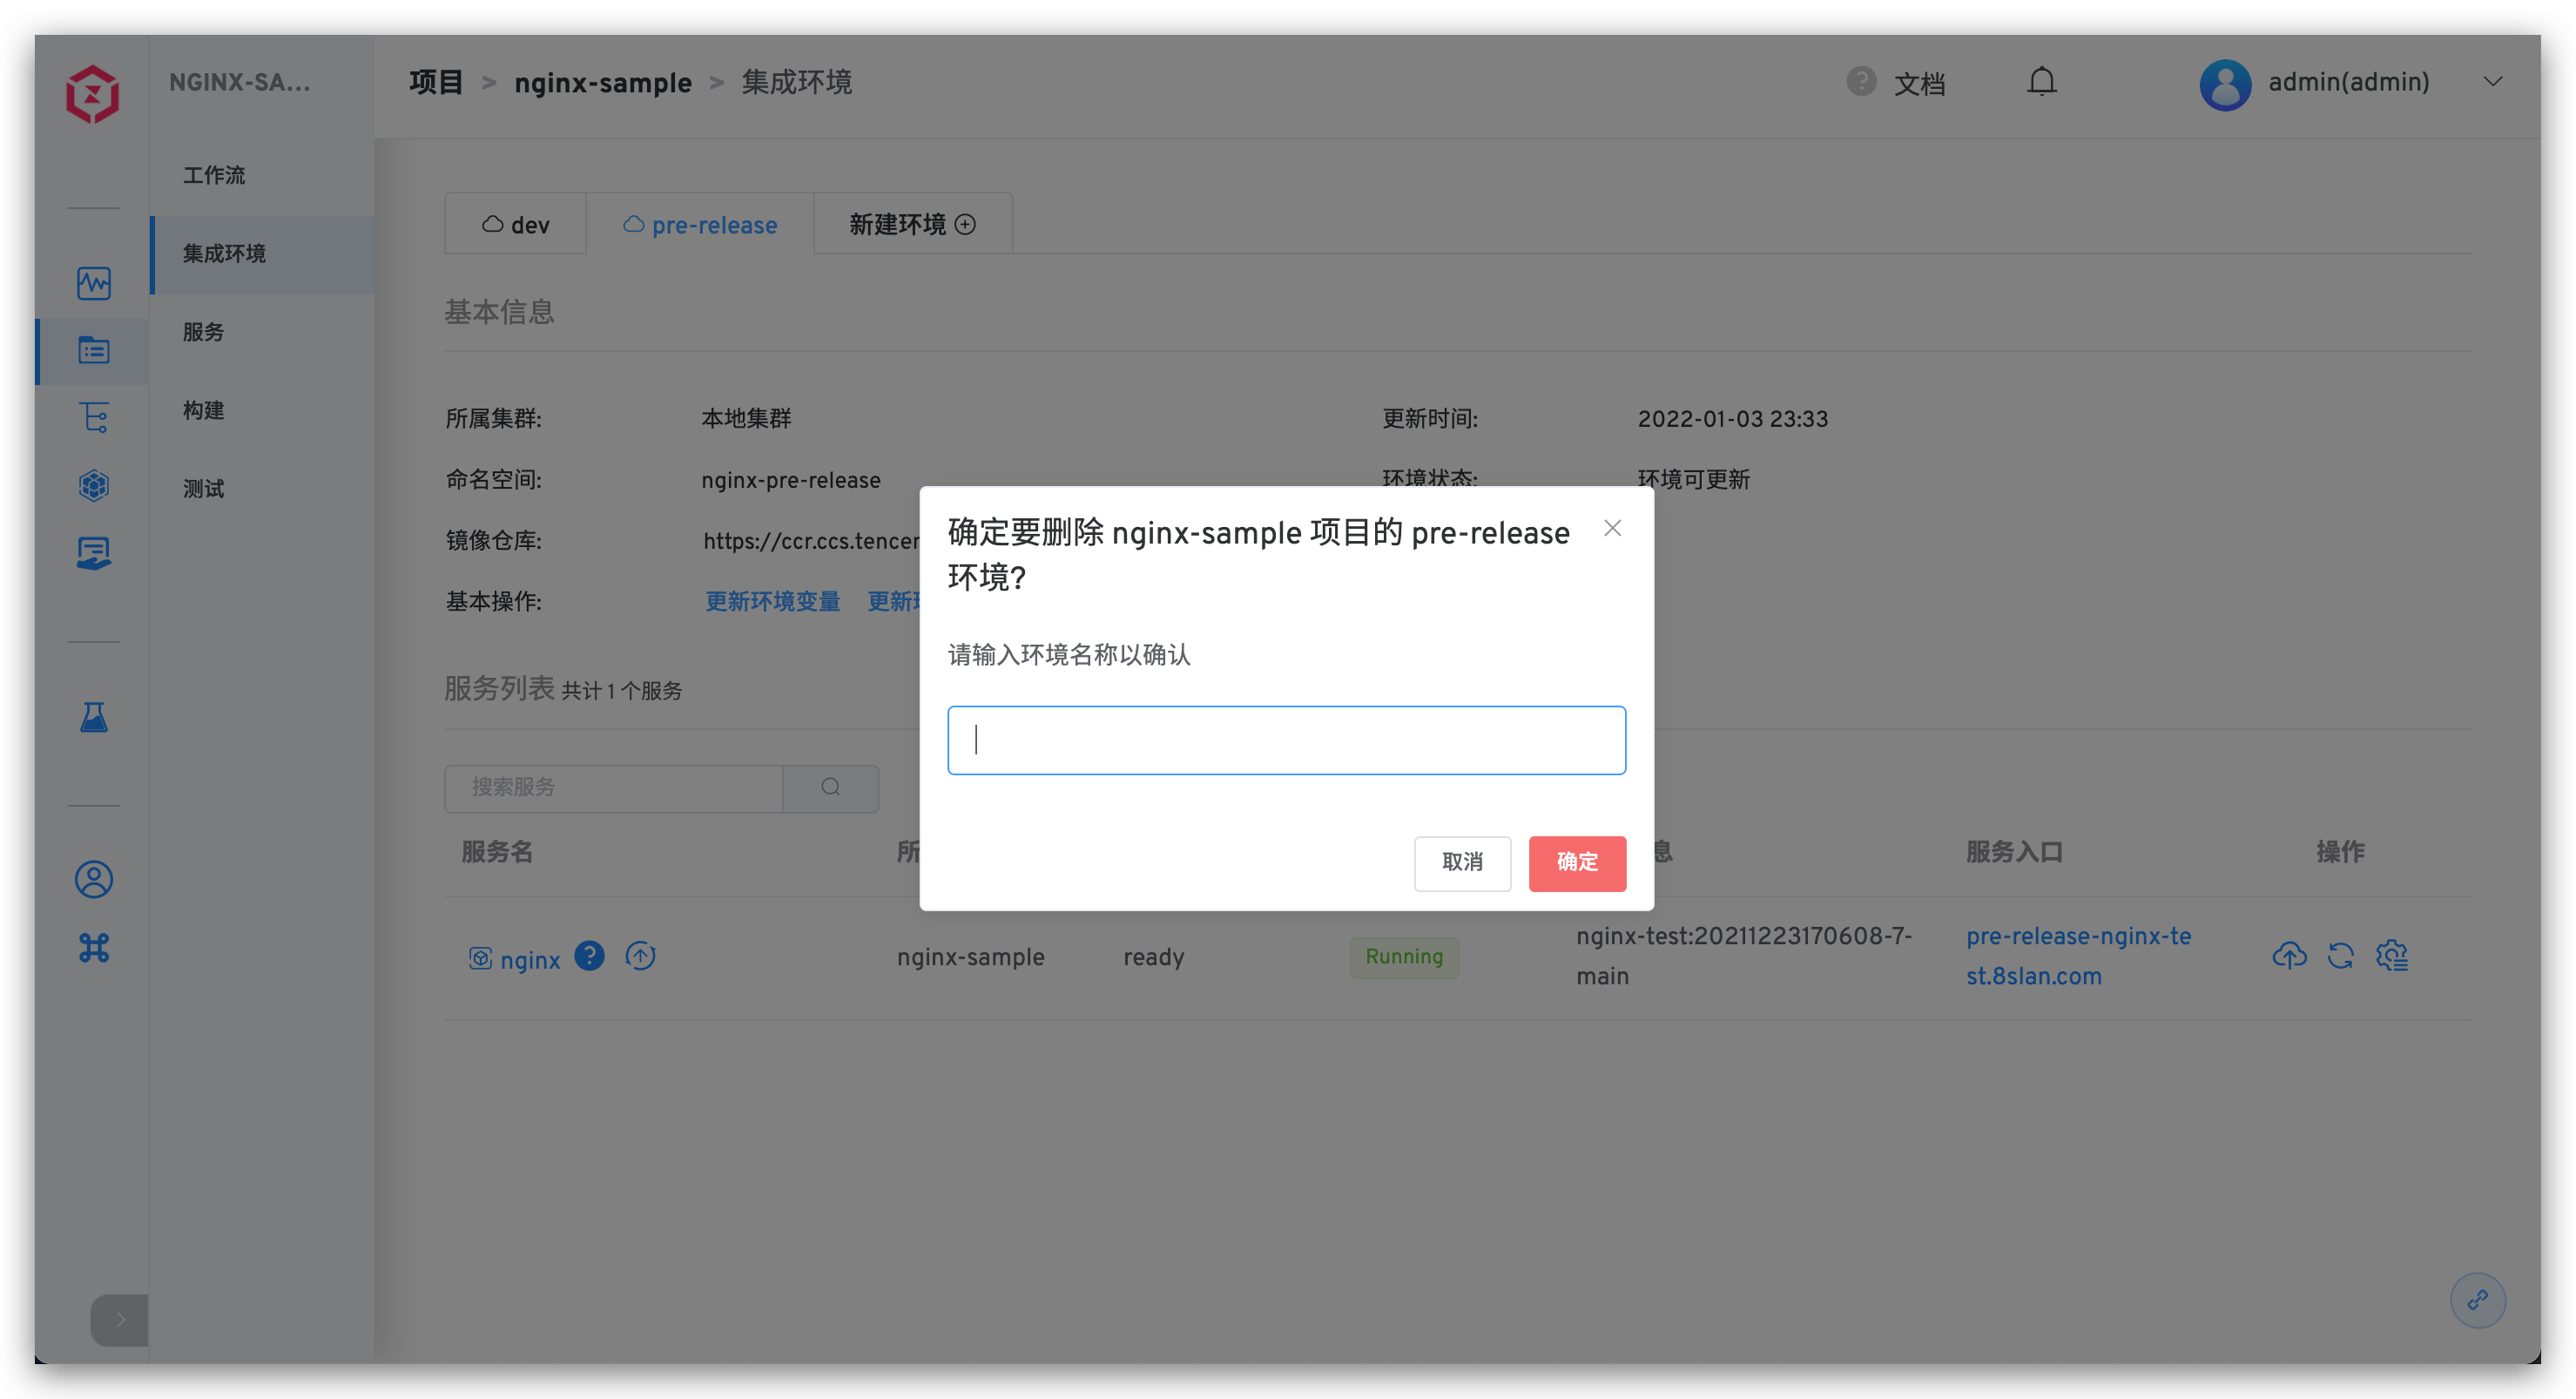 NGINX-SA...
项目 > nginx-sample > 集成环境
文档
admin(admin)
工作流
集成环境
服务
构建
测试
dev
pre-release
新建环境
基本信息
所属集群:
本地集群
更新时间:
2022-01-03 23:33
命名空间:
nginx-pre-release
环境状态:
环境可更新
镜像仓库:
https://ccr.ccs.tencen
基本操作:
更新环境变量
更新
确定要删除 nginx-sample 项目的 pre-release
环境?
请输入环境名称以确认
取消
确定
服务列表 共计 1 个服务
搜索服务
服务名
所
息
服务入口
操作
nginx
nginx-sample
ready
Running
nginx-test:20211223170608-7-
main
pre-release-nginx-te
st.8slan.com